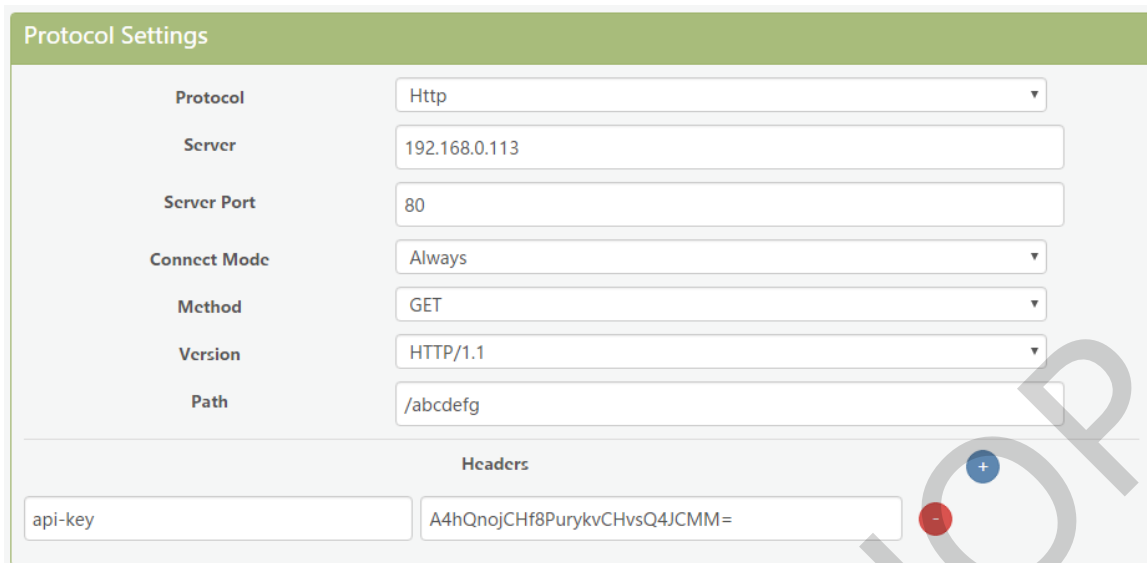 Protocol Settings
Protocol Http
Server 192.168.0.113
Server Port 80
Connect Mode Always
Method GET
Version HTTP/1.1
Path /abcdefg
Headers +
api-key A4hQnojCHf8PurykvCHvsQ4JCMM= -